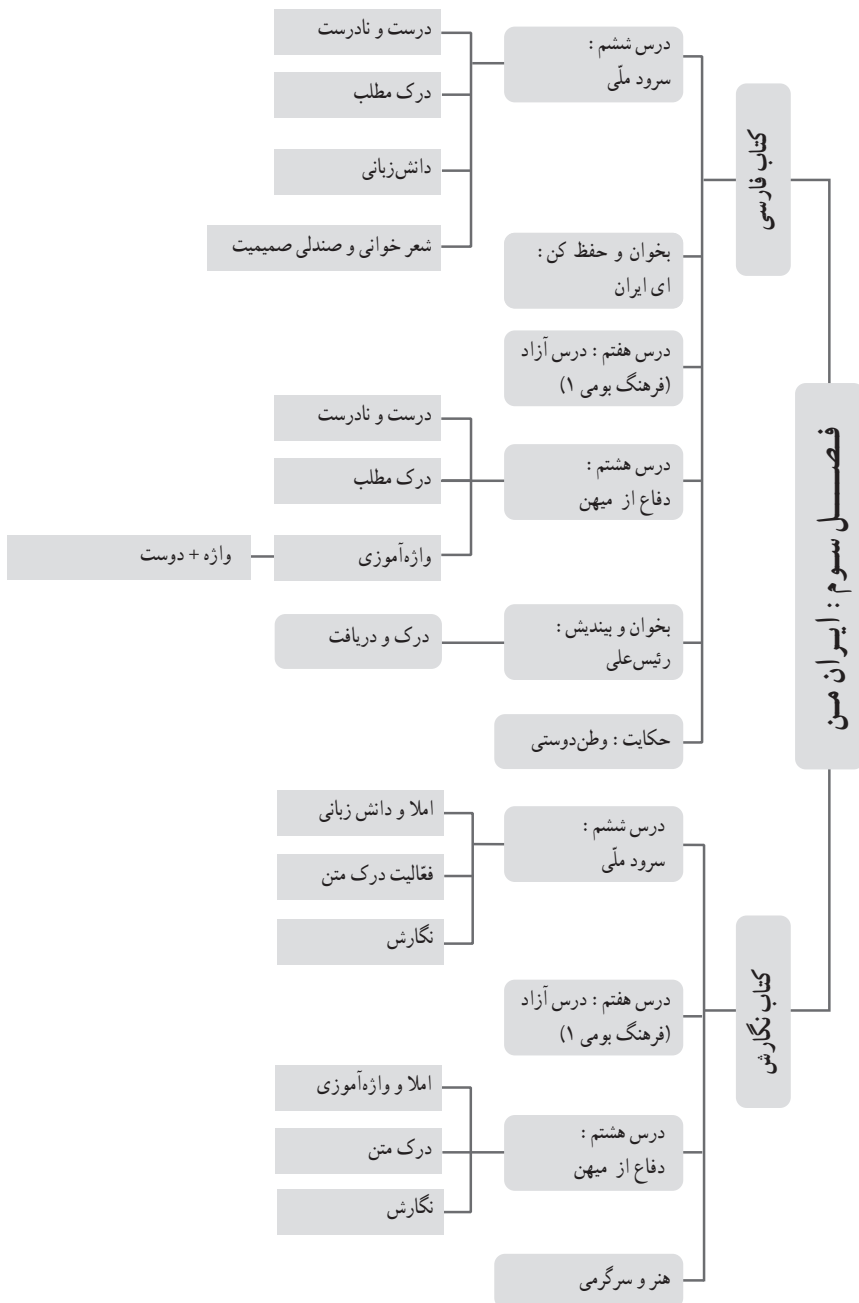 فصل سوم : ایران من
کتاب فارسی
درس ششم :
سرود ملّی
درست و نادرست
درک مطلب
دانش‌زبانی
شعر خوانی و صندلی صمیمیت
بخوان و حفظ کن :
ای ایران
درس هفتم : درس آزاد
(فرهنگ بومی ۱)
درس هشتم :
دفاع از میهن
درست و نادرست
درک مطلب
واژه‌آموزی
واژه + دوست
بخوان و بیندیش :
رئیس‌علی
درک و دریافت
حکایت : وطن‌دوستی
کتاب نگارش
درس ششم :
سرود ملّی
املا و دانش زبانی
فعّالیت درک متن
نگارش
درس هفتم : درس آزاد
(فرهنگ بومی ۱)
درس هشتم :
دفاع از میهن
املا و واژه‌آموزی
درک متن
نگارش
هنر و سرگرمی